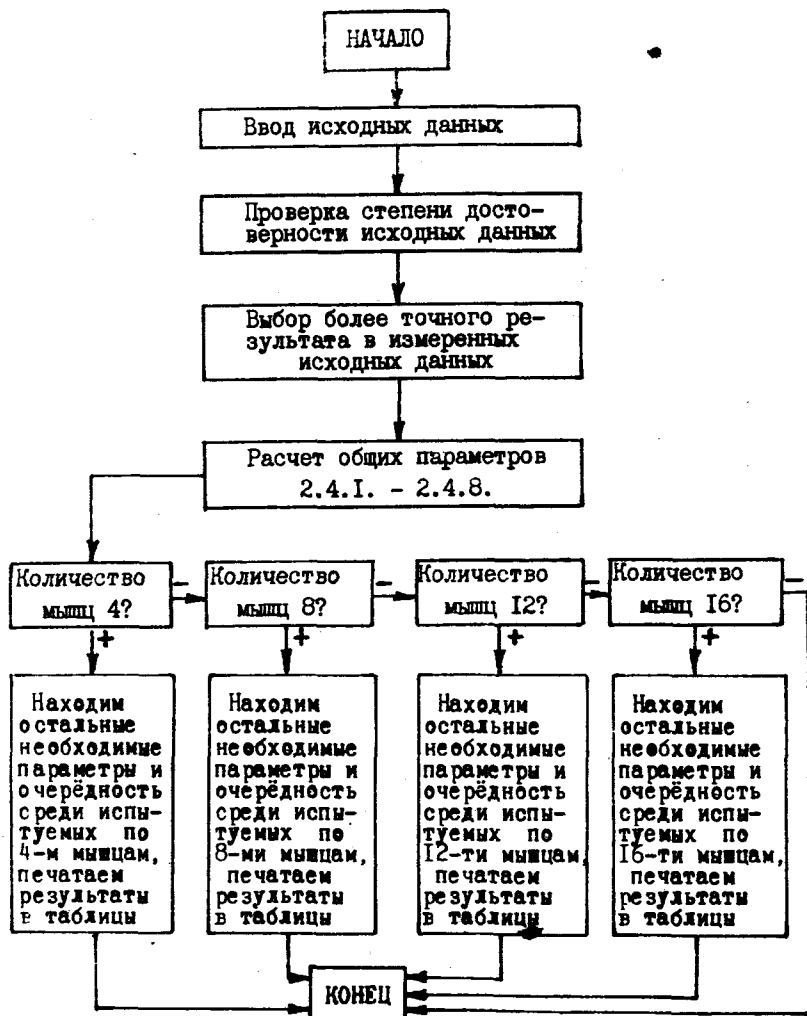 НАЧАЛО
Ввод исходных данных
Проверка степени досто-
верности исходных данных
Выбор более точного ре-
зультата в измеренных
исходных данных
Расчет общих параметров
2.4.I. - 2.4.8.
Количество
мышц 4?
-
+
Количество
мышц 8?
-
+
Количество
мышц I2?
-
+
Количество
мышц I6?
-
+
Находим
остальные
необходимые
параметры и
очерёдность
среди испы-
туемых по
4-м мышцам,
печатаем
результаты
в таблицы
Находим
остальные
необходимые
параметры и
очерёдность
среди испы-
туемых по
8-ми мышцам,
печатаем
результаты
в таблицы
Находим
остальные
необходимые
параметры и
очерёдность
среди испы-
туемых по
I2-ти мышцам,
печатаем
результаты
в таблицы
Находим
остальные
необходимые
параметры и
очерёдность
среди испы-
туемых по
I6-ти мышцам,
печатаем
результаты
в таблицы
КОНЕЦ